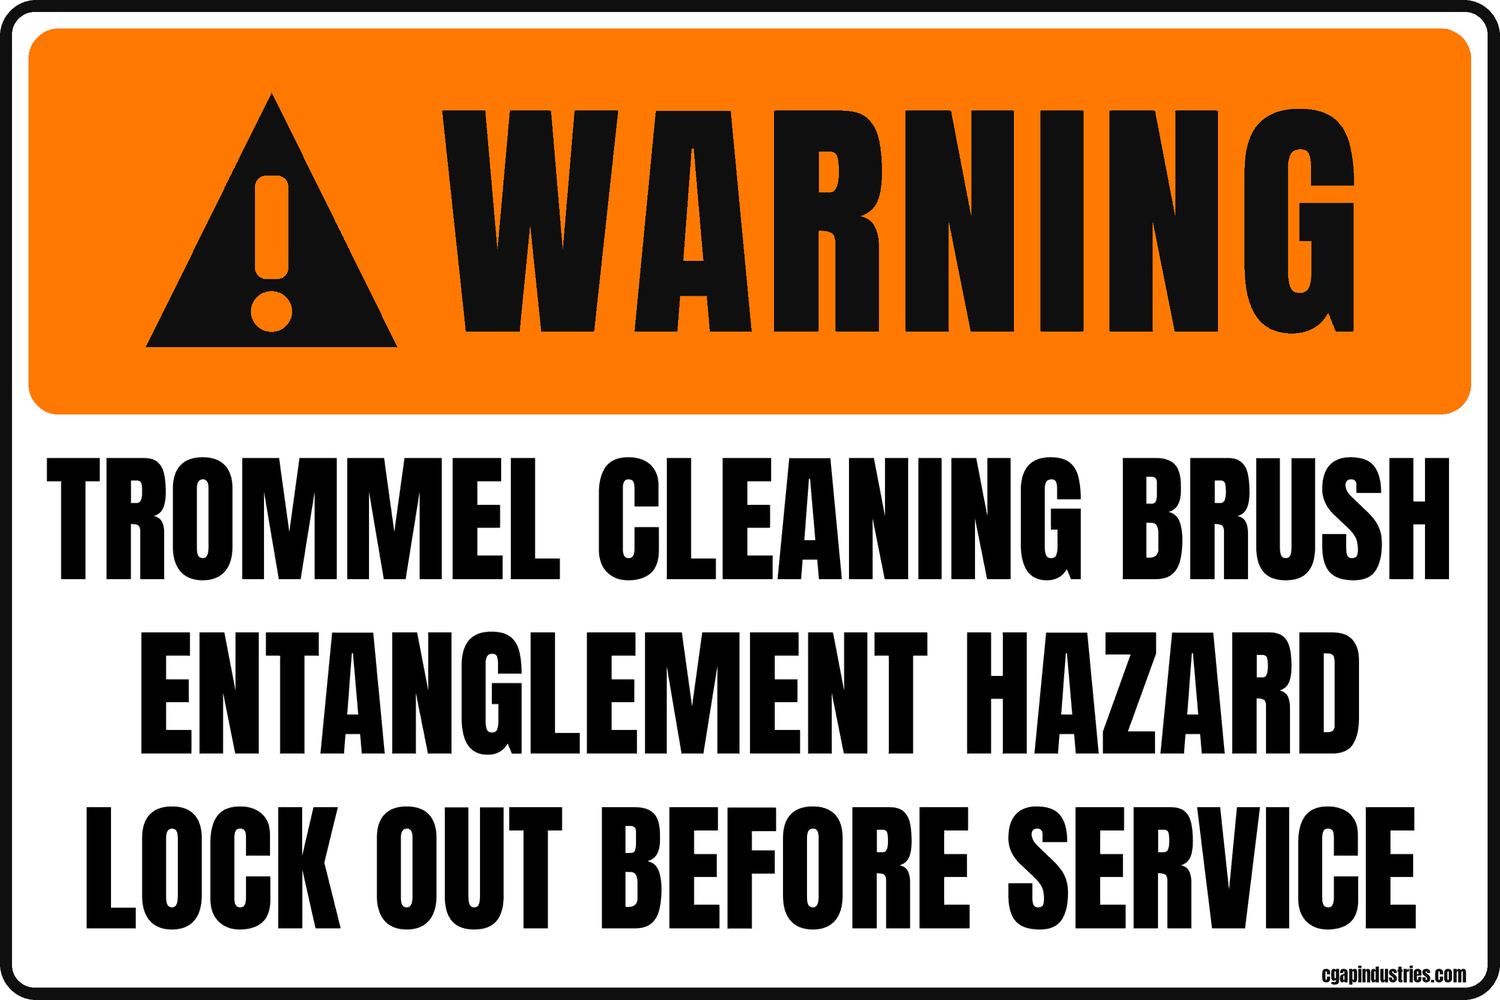 WARNING
TROMMEL CLEANING BRUSH
ENTANGLEMENT HAZARD
LOCK OUT BEFORE SERVICE
cgapindustries.com